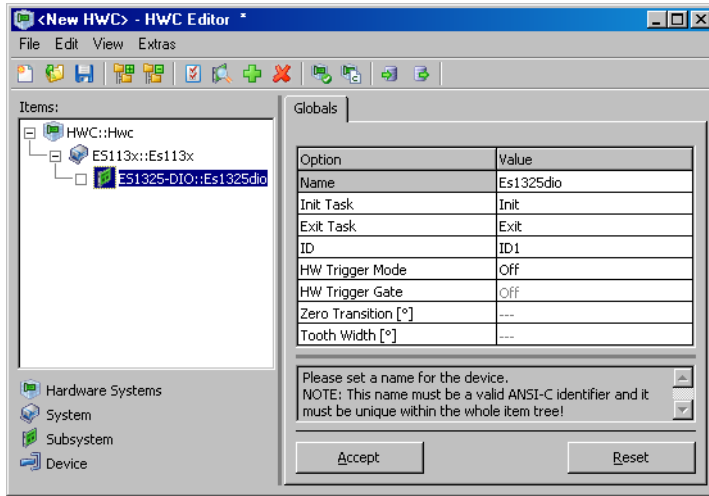 <New HWC> - HWC Editor *
File Edit View Extras
Items:
HWC::Hwc
ES113x::Es113x
ES1325-DIO::Es1325dio
Hardware Systems
System
Subsystem
Device
Globals
Option Value
Name Es1325dio
Init Task Init
Exit Task Exit
ID ID1
HW Trigger Mode Off
HW Trigger Gate Off
Zero Transition [°] ---
Tooth Width [°] ---
Please set a name for the device.
NOTE: This name must be a valid ANSI-C identifier and it
must be unique within the whole item tree!
Accept Reset